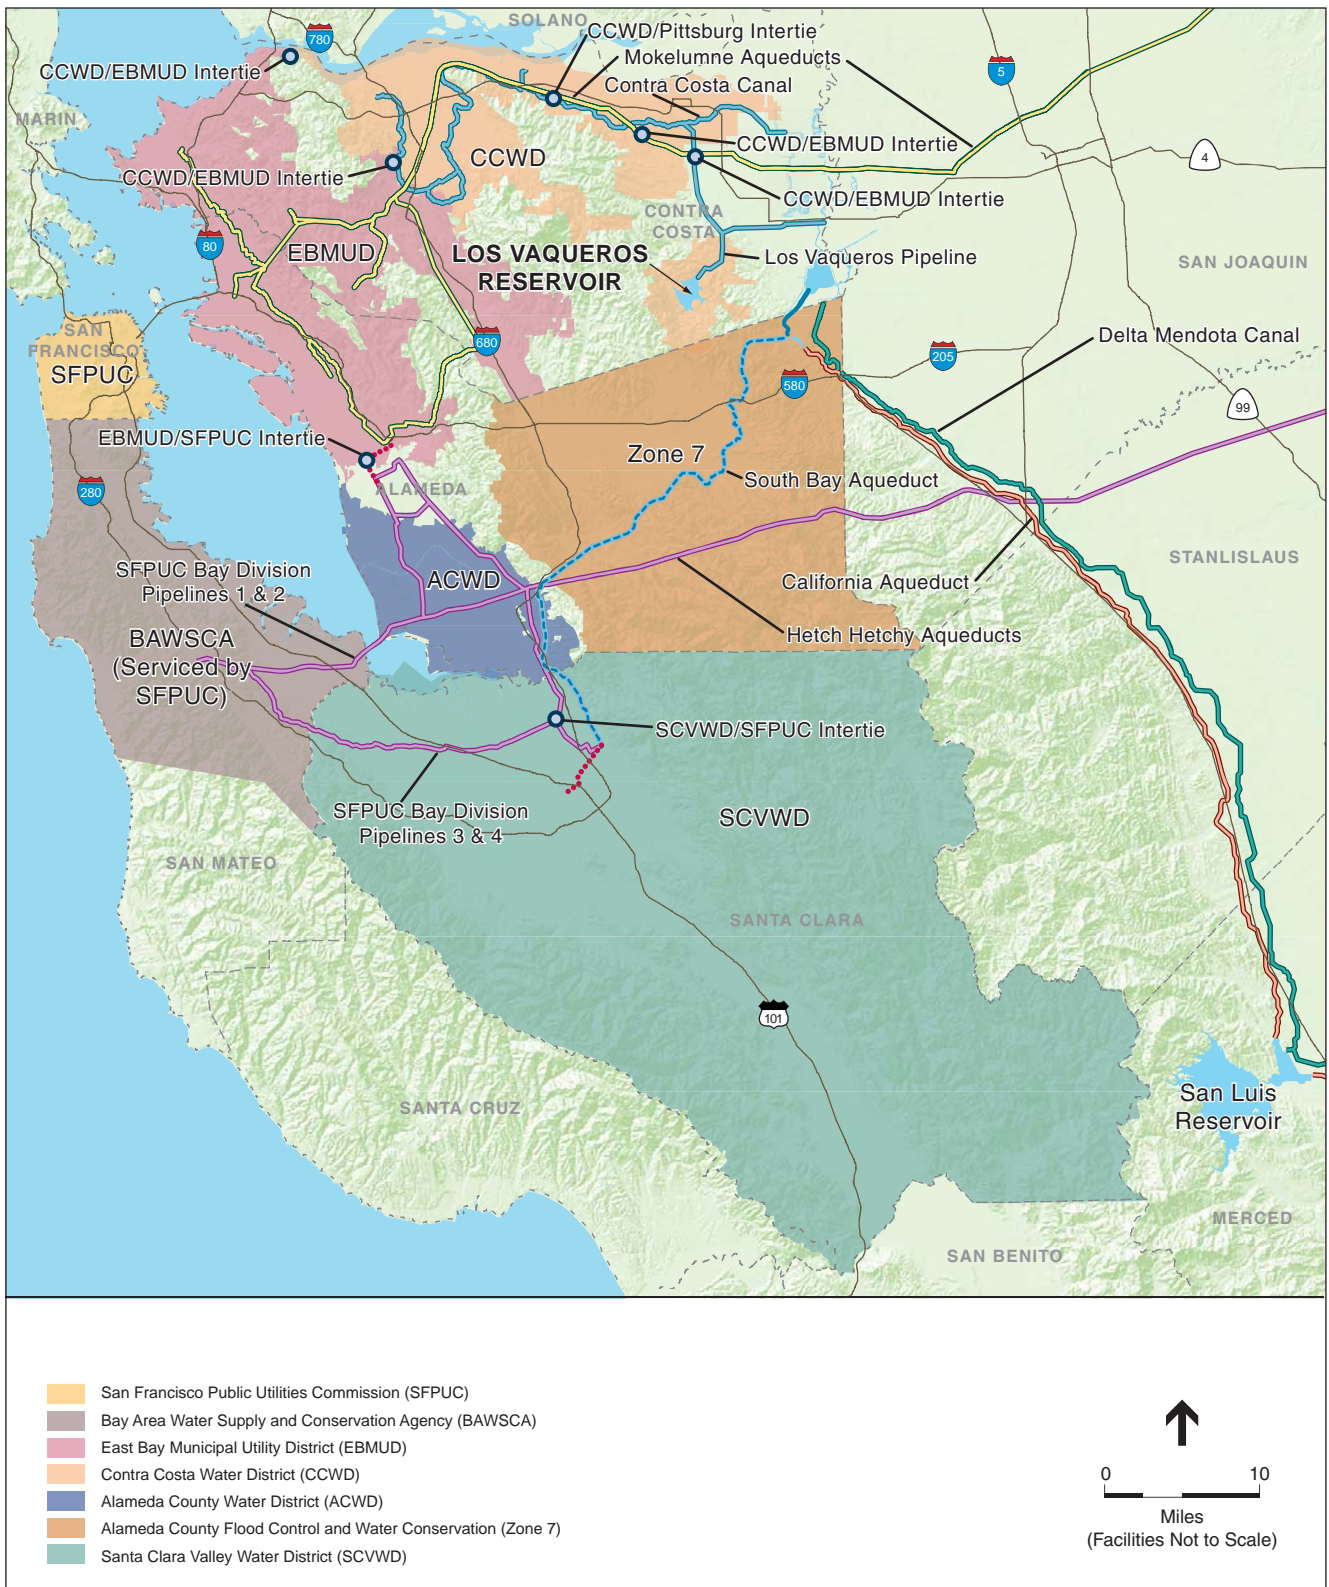 SOLANO
780
CCWD/Pittsburg Intertie
Mokelumne Aqueducts
CCWD/EBMUD Intertie
Contra Costa Canal
5
MARIN
CCWD/EBMUD Intertie
4
CCWD
CCWD/EBMUD Intertie
CCWD/EBMUD Intertie
CONTRA
COSTA
80
EBMUD
LOS VAQUEROS
RESERVOIR
Los Vaqueros Pipeline
SAN JOAQUIN
SAN
FRANCISCO
SFPUC
680
Delta Mendota Canal
205
580
99
EBMUD/SFPUC Intertie
Zone 7
280
ALAMEDA
South Bay Aqueduct
STANLISLAUS
SFPUC Bay Division
Pipelines 1 & 2
ACWD
California Aqueduct
BAWSCA
(Serviced by
SFPUC)
Hetch Hetchy Aqueducts
SCVWD/SFPUC Intertie
SFPUC Bay Division
Pipelines 3 & 4
SCVWD
SAN MATEO
SANTA CLARA
101
SANTA CRUZ
San Luis
Reservoir
MERCED
SAN BENITO
San Francisco Public Utilities Commission (SFPUC)
Bay Area Water Supply and Conservation Agency (BAWSCA)
East Bay Municipal Utility District (EBMUD)
Contra Costa Water District (CCWD)
Alameda County Water District (ACWD)
Alameda County Flood Control and Water Conservation (Zone 7)
Santa Clara Valley Water District (SCVWD)
0 10
Miles
(Facilities Not to Scale)